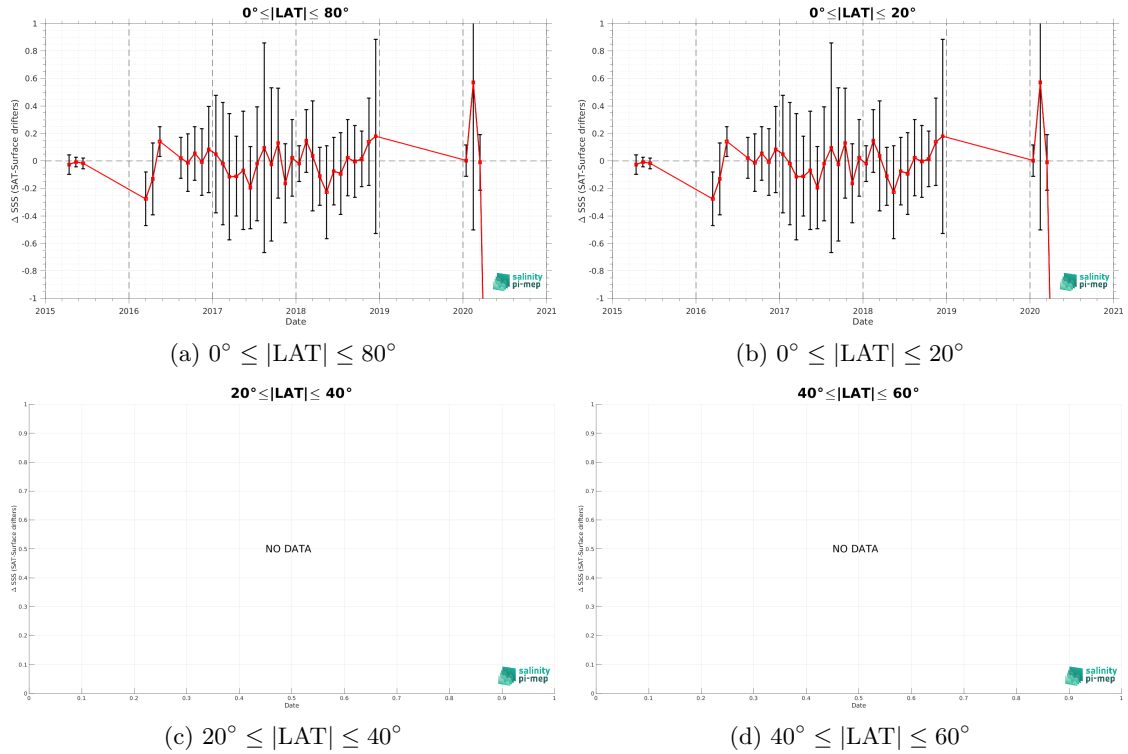 0°≤|LAT|≤ 80°
1
0.8
0.6
0.4
0.2
0
-0.2
-0.4
-0.6
-0.8
-1
Δ SSS (SAT-Surface drifters)
2015 2016 2017 2018 2019 2020 2021
Date
salinity
pi-mep
(a) 0° ≤ |LAT| ≤ 80°
0°≤|LAT|≤ 20°
1
0.8
0.6
0.4
0.2
0
-0.2
-0.4
-0.6
-0.8
-1
Δ SSS (SAT-Surface drifters)
2015 2016 2017 2018 2019 2020 2021
Date
salinity
pi-mep
(b) 0° ≤ |LAT| ≤ 20°
20°≤|LAT|≤ 40°
1
0.9
0.8
0.7
0.6
0.5
0.4
0.3
0.2
0.1
0
Δ SSS (SAT-Surface drifters)
NO DATA
0 0.1 0.2 0.3 0.4 0.5 0.6 0.7 0.8 0.9 1
Date
salinity
pi-mep
(c) 20° ≤ |LAT| ≤ 40°
40°≤|LAT|≤ 60°
1
0.9
0.8
0.7
0.6
0.5
0.4
0.3
0.2
0.1
0
Δ SSS (SAT-Surface drifters)
NO DATA
0 0.1 0.2 0.3 0.4 0.5 0.6 0.7 0.8 0.9 1
Date
salinity
pi-mep
(d) 40° ≤ |LAT| ≤ 60°